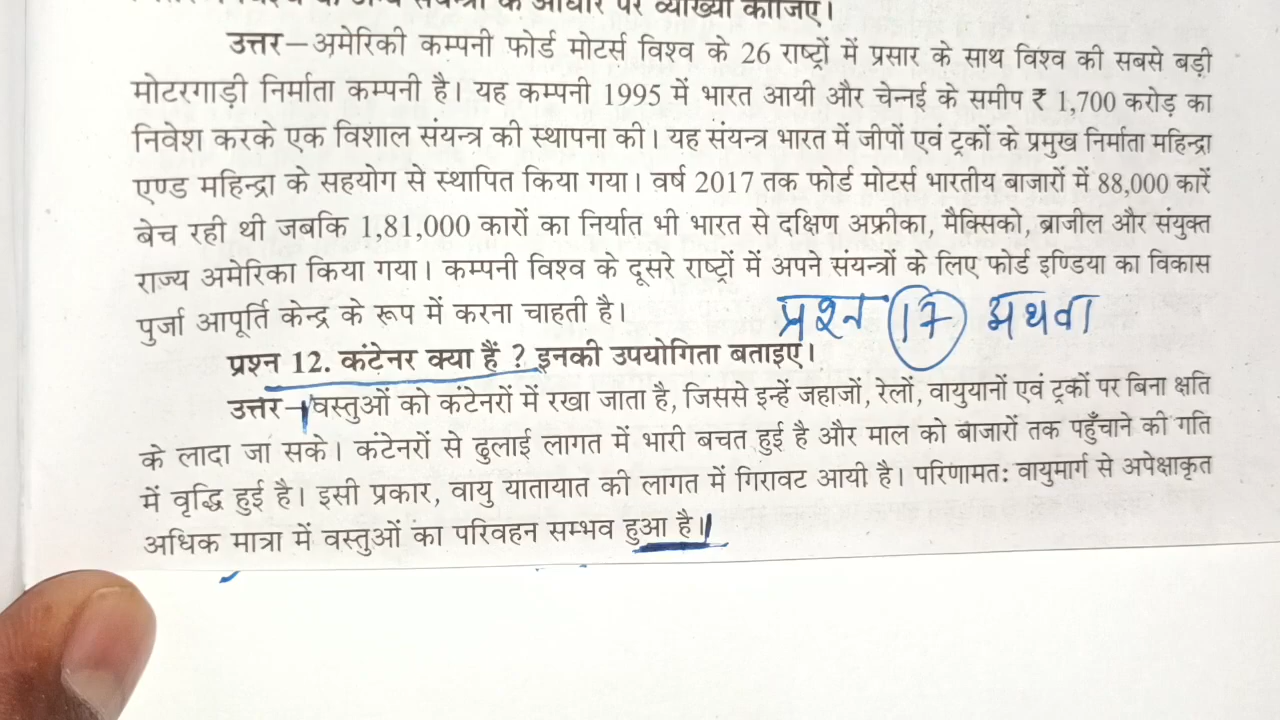 के आधार पर व्याख्या कीजिए।
उत्तर–अमेरिकी कम्पनी फोर्ड मोटर्स विश्व के 26 राष्ट्रों में प्रसार के साथ विश्व की सबसे बड़ी
मोटरगाड़ी निर्माता कम्पनी है। यह कम्पनी 1995 में भारत आयी और चेन्नई के समीप ₹ 1,700 करोड़ का
निवेश करके एक विशाल सयन्त्र की स्थापना की। यह संयन्त्र भारत में जीपों एवं ट्रकों के प्रमुख निर्माता महिन्द्रा
एण्ड महिन्द्रा के सहयोग से स्थापित किया गया। वर्ष 2017 तक फोर्ड मोटर्स भारतीय बाजारों में 88,000 कारें
बेच रही थी जबकि 1,81,000 कारों का निर्यात भी भारत से दक्षिण अफ्रीका, मैक्सिको, ब्राजील और संयुक्त
राज्य अमेरिका किया गया। कम्पनी विश्व के दूसरे राष्ट्रों में अपने संयन्त्रों के लिए फोर्ड इण्डिया का विकास
पुर्जा आपूर्ति केन्द्र के रूप में करना चाहती है।
प्रश्न 17 अथवा
प्रश्न 12. कंटेनर क्या हैं ? इनकी उपयोगिता बताइए।
उत्तर–वस्तुओं को कंटेनरों में रखा जाता है, जिससे इन्हें जहाजों, रेलों, वायुयानों एवं ट्रकों पर बिना क्षति
के लादा जा सके। कंटेनरों से ढुलाई लागत में भारी बचत हुई है और माल को बाजारों तक पहुँचाने की गति
में वृद्धि हुई है। इसी प्रकार, वायु यातायात की लागत में गिरावट आयी है। परिणामत: वायुमार्ग से अपेक्षाकृत
अधिक मात्रा में वस्तुओं का परिवहन सम्भव हुआ है।